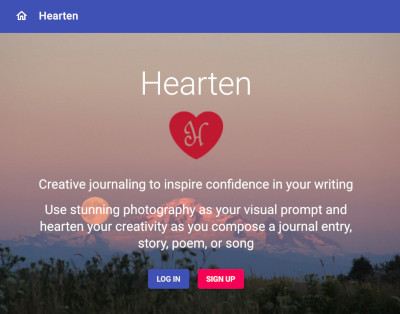 Hearten
Hearten
H
Creative journaling to inspire confidence in your writing
Use stunning photography as your visual prompt and
hearten your creativity as you compose a journal entry,
story, poem, or song
LOG IN SIGN UP